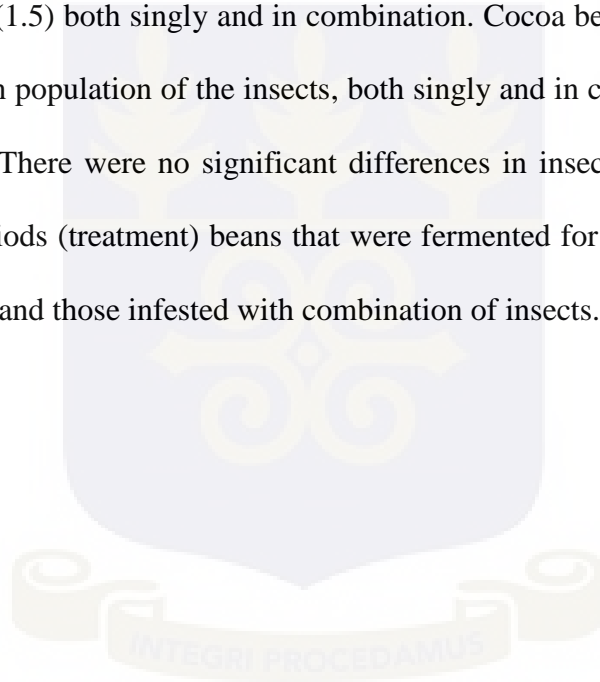 (1.5) both singly and in combination. Cocoa be
n population of the insects, both singly and in c
There were no significant differences in insec
iods (treatment) beans that were fermented for
and those infested with combination of insects.
INTEGRI PROCEDAMUS